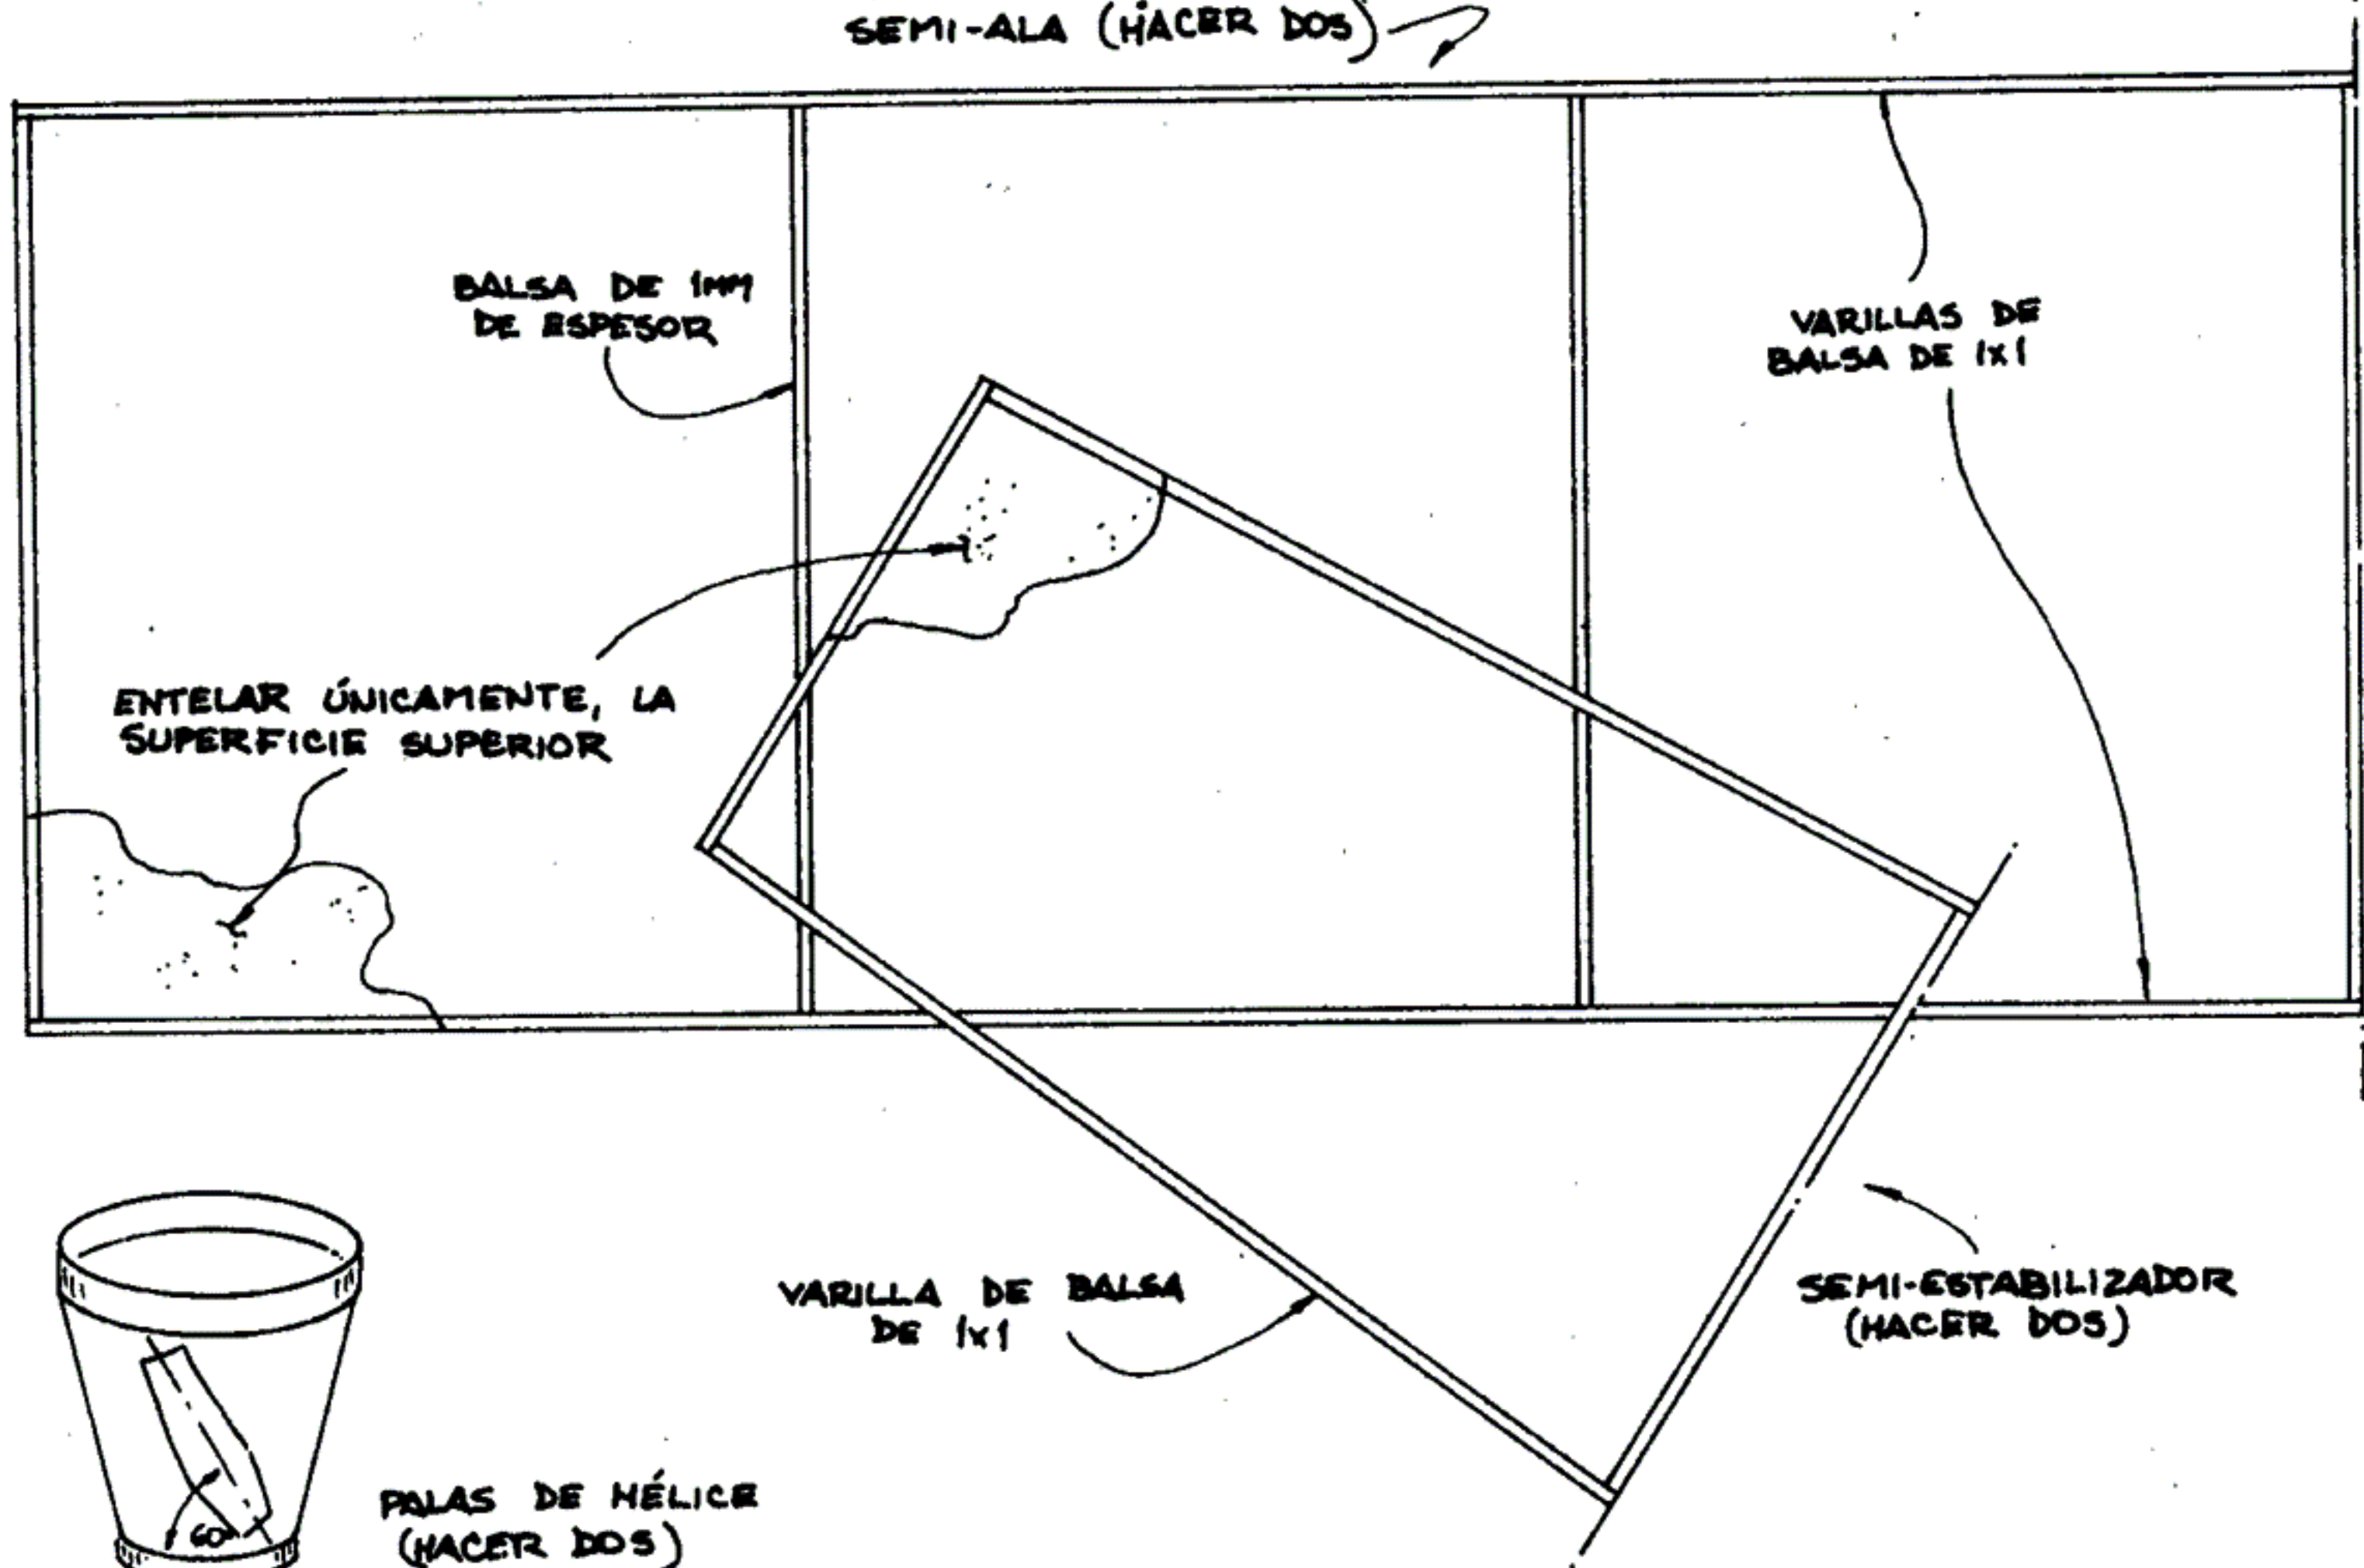 SEMI-ALA (HACER DOS)
BALSA DE 1MM
DE ESPESOR
VARILLAS DE
BALSA DE 1X1
ENTELAR ÚNICAMENTE, LA
SUPERFICIE SUPERIOR
VARILLA DE BALSA
DE 1X1
SEMI-ESTABILIZADOR
(HACER DOS)
60°
PALAS DE HÉLICE
(HACER DOS)